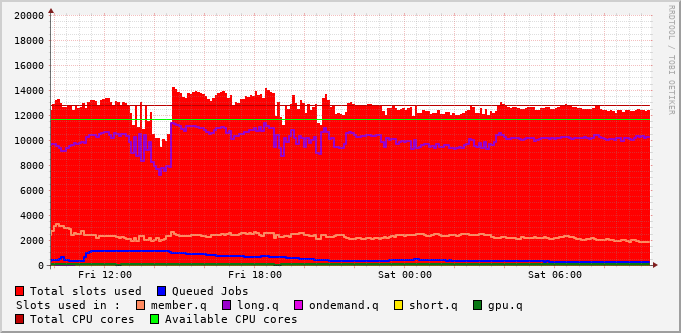 20000
18000
16000
14000
12000
10000
8000
6000
4000
2000
0
Fri 12:00 Fri 18:00 Sat 00:00 Sat 06:00
RRDTOOL / TOBI OETIKER
Total slots used Queued Jobs
Slots used in : member.q long.q ondemand.q short.q gpu.q
Total CPU cores Available CPU cores